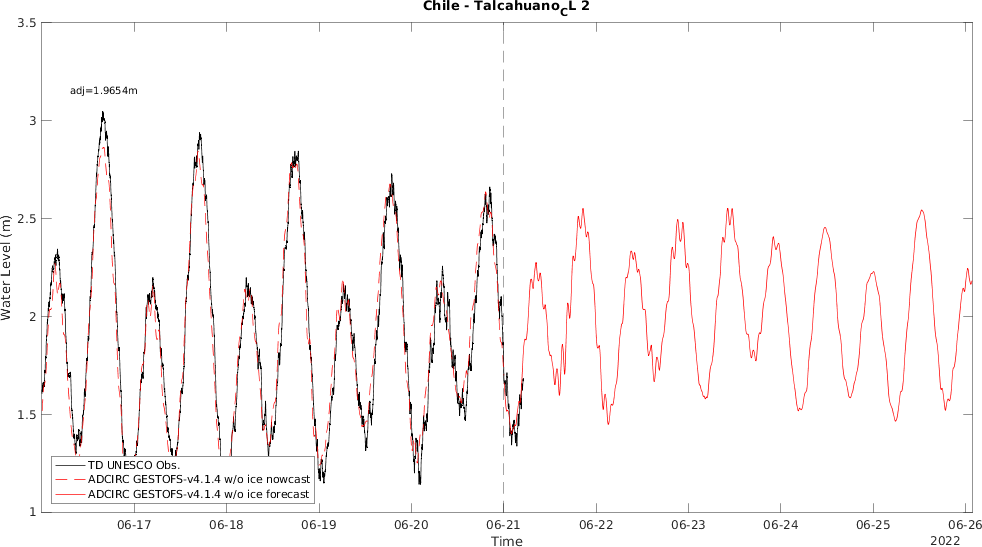 Chile - Talcahuano_CL 2
adj=1.9654m
3.5
3
2.5
2
1.5
1
Water Level (m)
TD UNESCO Obs.
ADCIRC GESTOFS-v4.1.4 w/o ice nowcast
ADCIRC GESTOFS-v4.1.4 w/o ice forecast
06-17 06-18 06-19 06-20 06-21 06-22 06-23 06-24 06-25 06-26
Time
2022